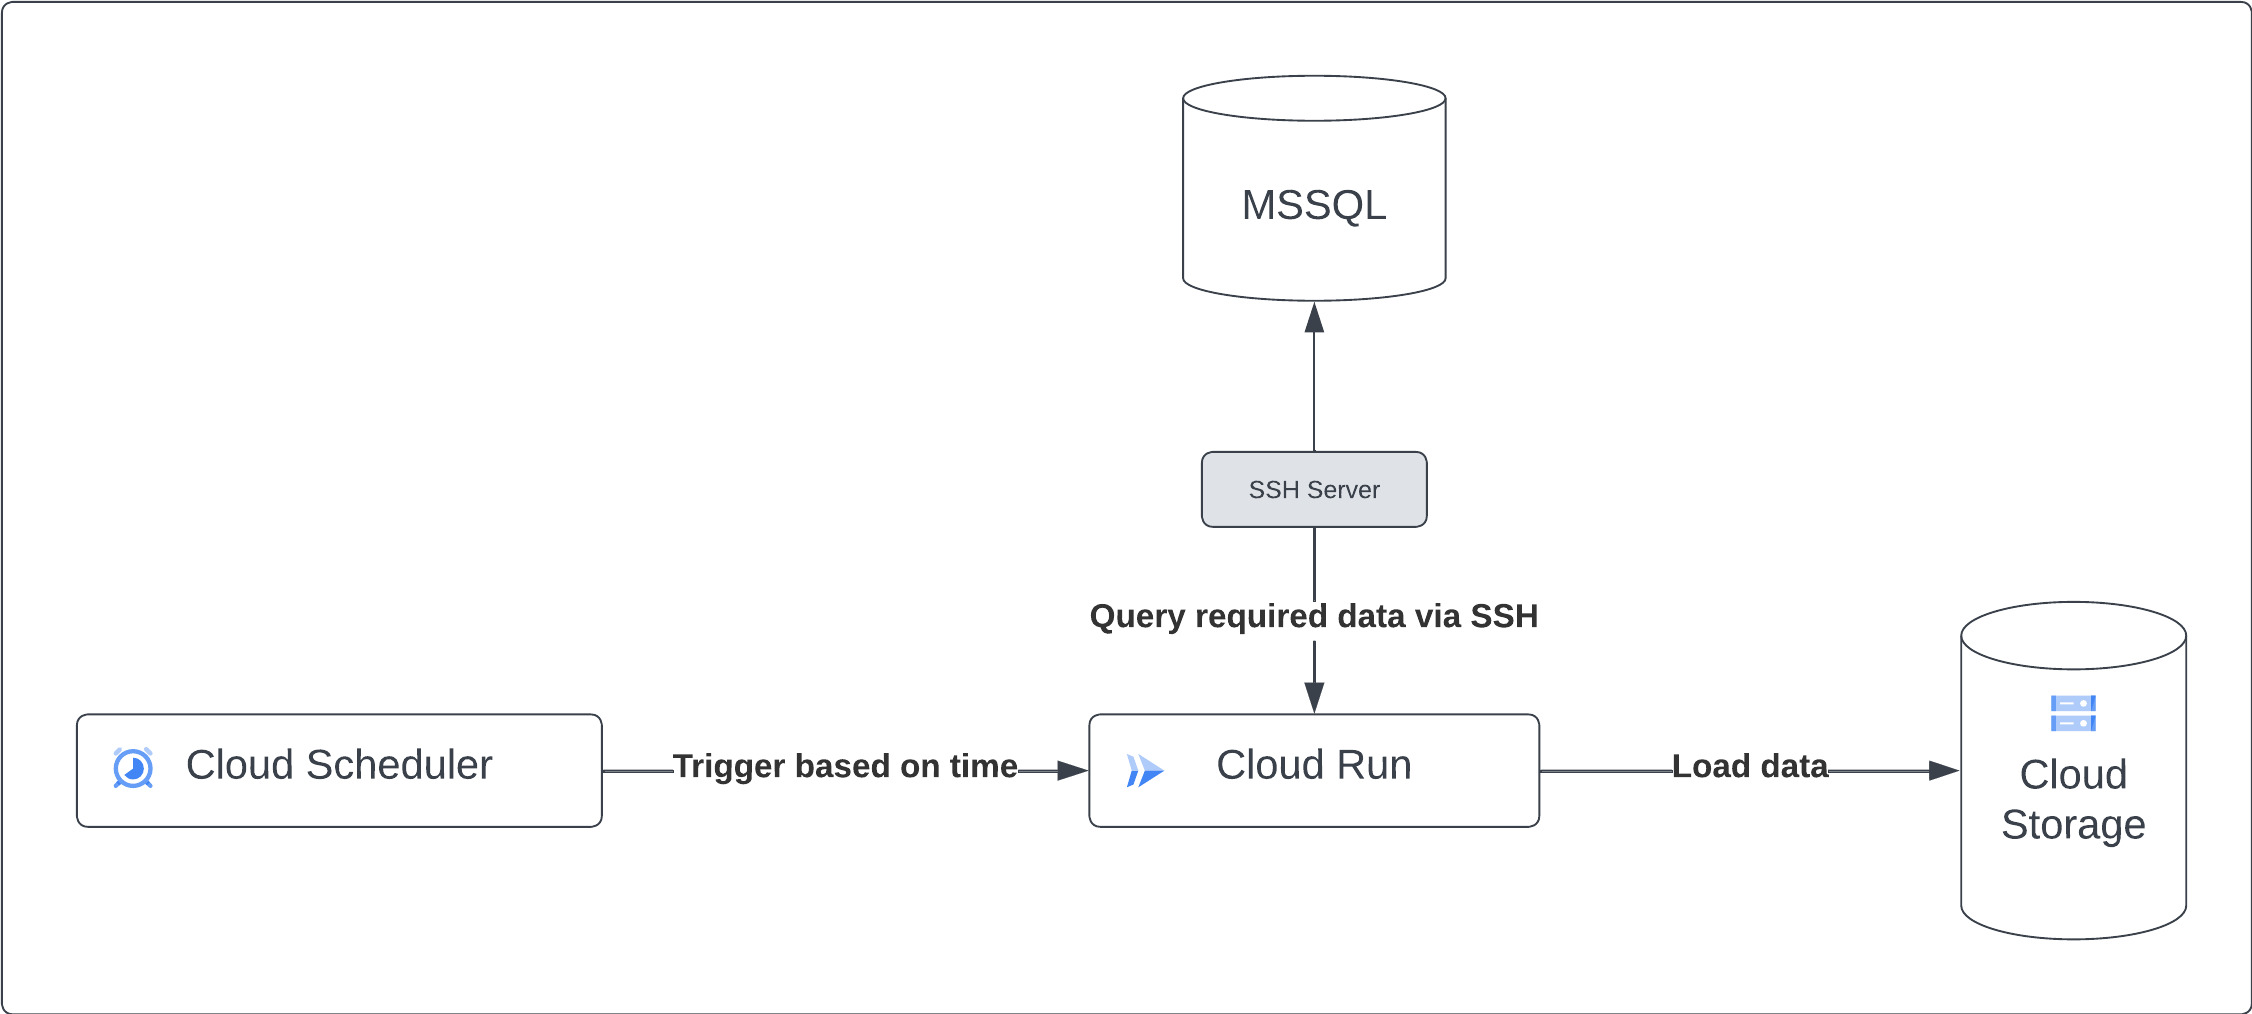 MSSQL
SSH Server
Query required data via SSH
Cloud Scheduler
Trigger based on time
Cloud Run
Load data
Cloud
Storage